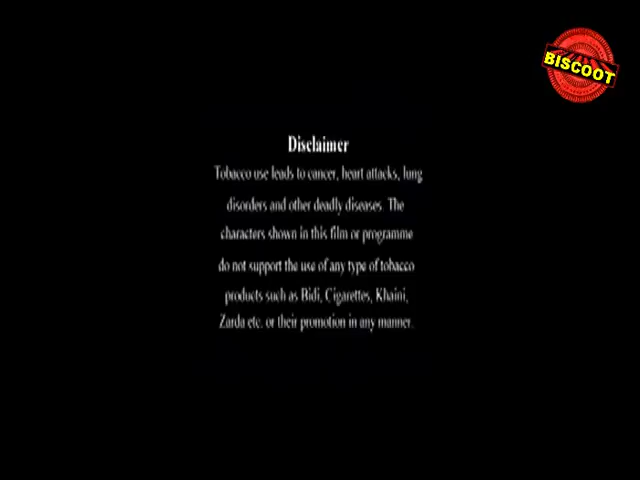 BISCOOT
Disclaimer
Tobacco use leads to cancer, heart attacks, lung
disorders and other deadly diseases. The
characters shown in this film or programme
do not support the use of any type of tobacco
products such as Bidi, Cigarettes, Khaini,
Zarda etc. or their promotion in any manner.